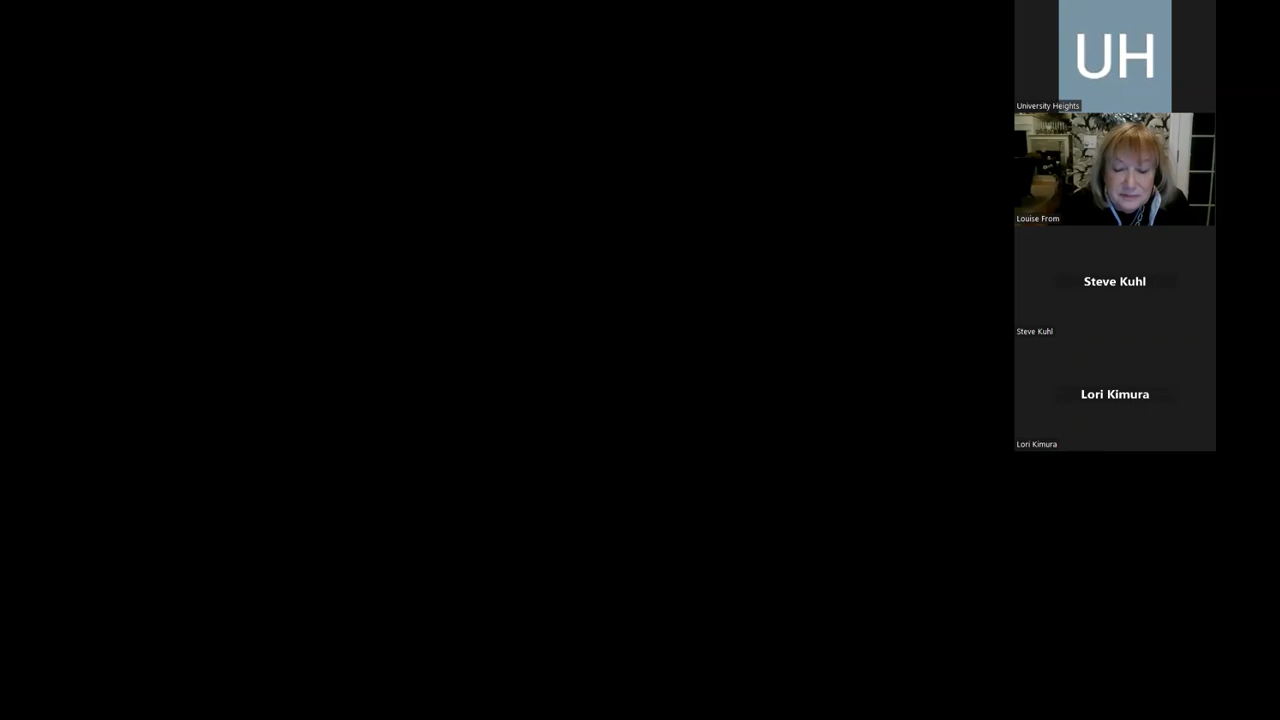 UH
University Heights
Louise From
Steve Kuhl
Steve Kuhl
Lori Kimura
Lori Kimura